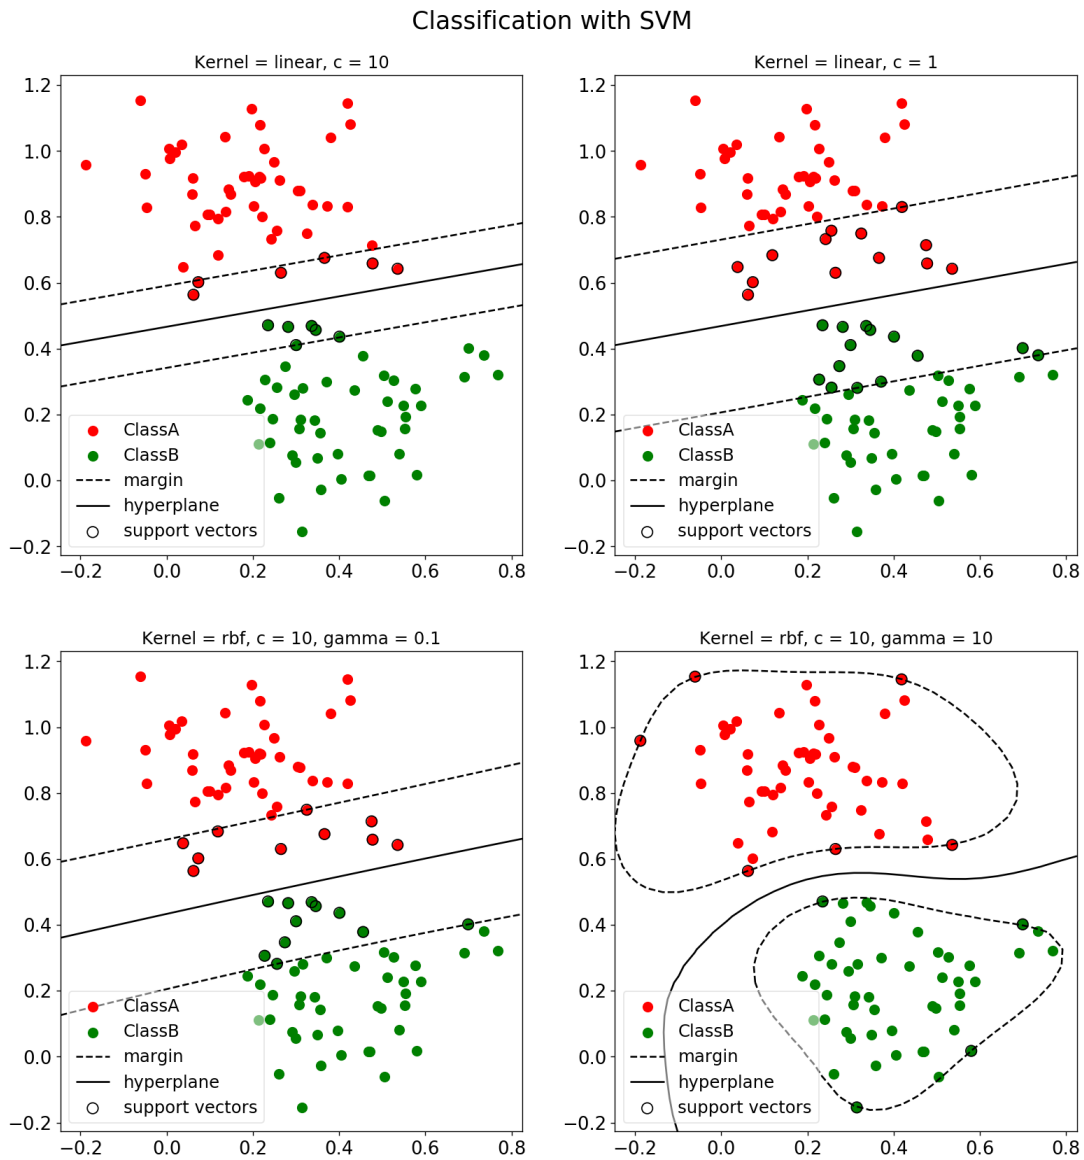 Classification with SVM
Kernel = linear, c = 10
1.2
1.0
0.8
0.6
0.4
0.2
0.0
−0.2
ClassA
ClassB
margin
hyperplane
support vectors
−0.2 0.0 0.2 0.4 0.6 0.8
Kernel = linear, c = 1
1.2
1.0
0.8
0.6
0.4
0.2
0.0
−0.2
ClassA
ClassB
margin
hyperplane
support vectors
−0.2 0.0 0.2 0.4 0.6 0.8
Kernel = rbf, c = 10, gamma = 0.1
1.2
1.0
0.8
0.6
0.4
0.2
0.0
−0.2
ClassA
ClassB
margin
hyperplane
support vectors
−0.2 0.0 0.2 0.4 0.6 0.8
Kernel = rbf, c = 10, gamma = 10
1.2
1.0
0.8
0.6
0.4
0.2
0.0
−0.2
ClassA
ClassB
margin
hyperplane
support vectors
−0.2 0.0 0.2 0.4 0.6 0.8